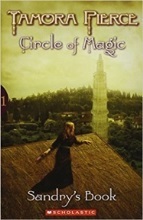 TAMORA PIERCE
Circle of Magic
1
Sandry's Book
SCHOLASTIC